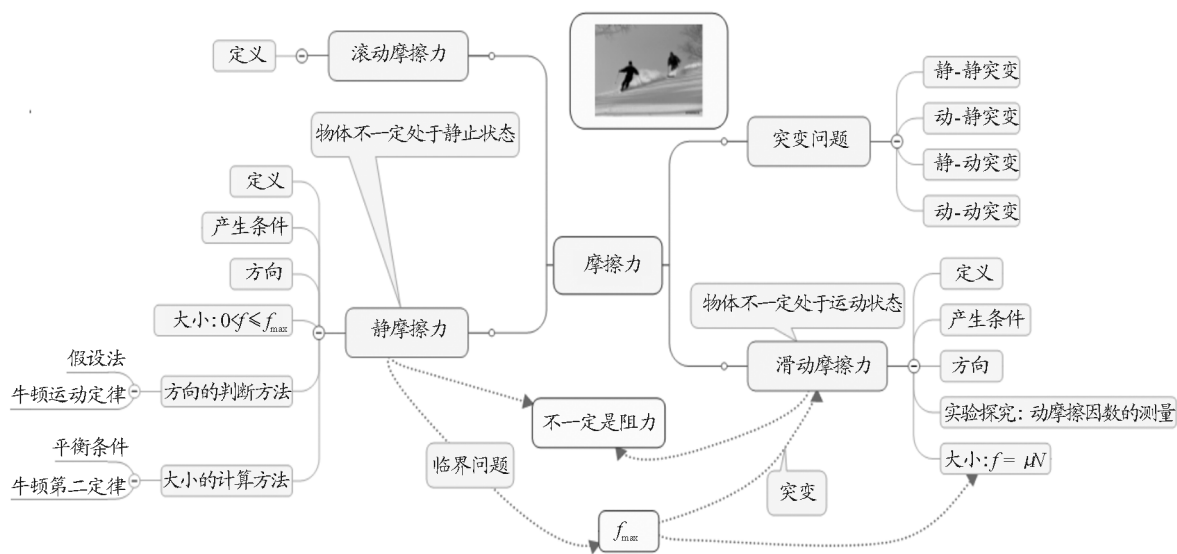 定义
滚动摩擦力
物体不一定处于静止状态
定义
产生条件
方向
大小:0<f≤f_max
静摩擦力
假设法
牛顿运动定律
方向的判断方法
平衡条件
牛顿第二定律
大小的计算方法
摩擦力
不一定是阻力
临界问题
f_max
突变
突变问题
静-静突变
动-静突变
静-动突变
动-动突变
物体不一定处于运动状态
滑动摩擦力
定义
产生条件
方向
实验探究:动摩擦因数的测量
大小:f = μN